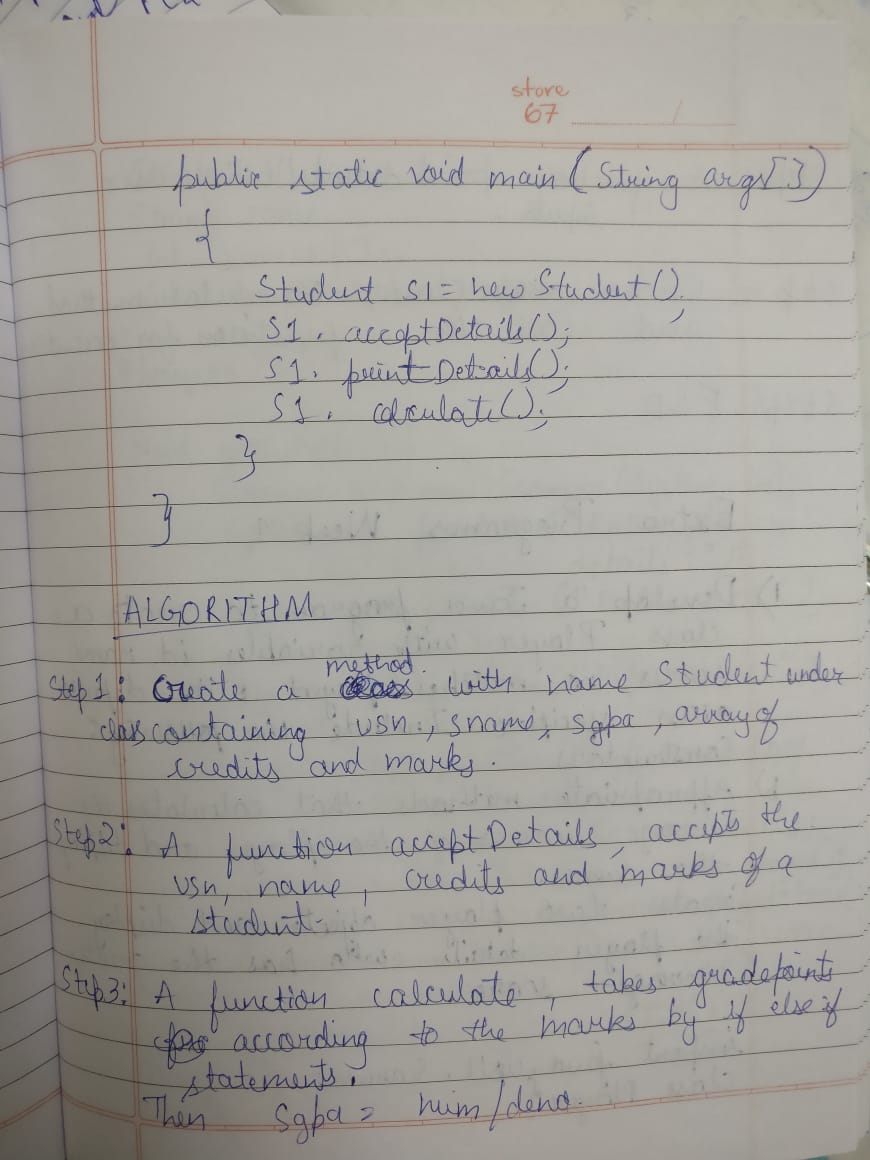 store
67
public static void main(String args[])
{
Student S1 = new Student();
S1. acceptDetails();
S1. printDetails();
S1. calculate();
}
}
ALGORITHM
method.
Step 1: Create a with name Student under
class containing : usn, sname, sgpa, array of
credits and marks.
Step 2: A function acceptDetails, accepts the
usn, name, credits and marks of a
student.
Step 3: A function calculate, takes gradepoints
according to the marks by if else if
statements.
Then Sgpa = num/deno.